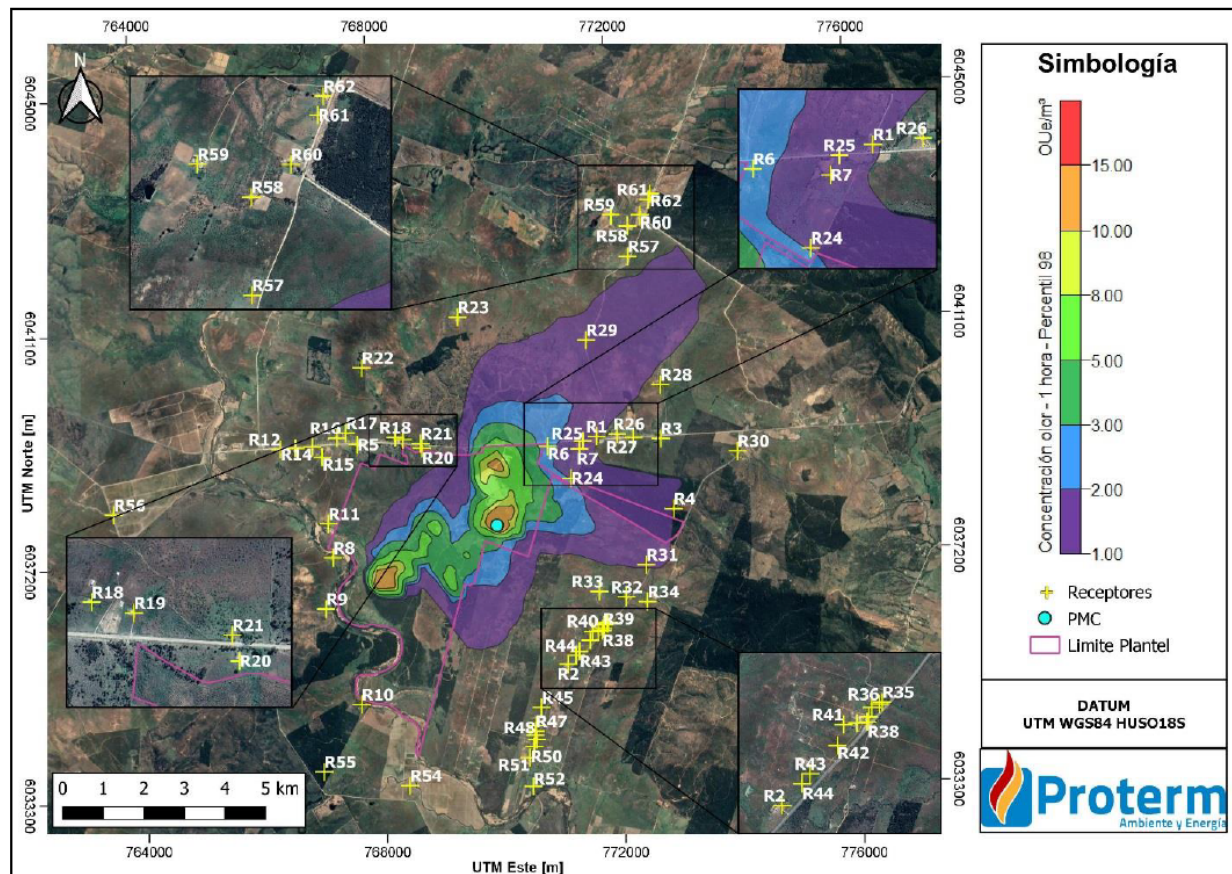 764000
768000
772000
776000
N
6045000
6045000
R62
R61
R59
R60
R58
R57
R6
R25
R1
R26
R7
R24
R61
R62
R59
R60
R58
R57
R23
R29
R22
R28
6041100
6041100
R12
R16
R17
R18
R21
R14
R5
R15
R20
R25
R1
R26
R3
R6
R7
R27
R30
R24
R56
R11
R4
R8
R31
6037200
6037200
R9
R33
R32
R34
R18
R19
R21
R20
R40
R39
R38
R44
R43
R2
R10
R45
R48
R47
R50
R51
R52
R55
R54
R36
R35
R41
R38
R42
R43
R44
R2
6033300
6033300
0 1 2 3 4 5 km
764000
768000
772000
776000
UTM Norte [m]
UTM Este [m]
Simbología
OUe/m³
15.00
10.00
8.00
5.00
3.00
2.00
1.00
Concentración olor - 1 hora - Percentil 98
Receptores
PMC
Limite Plantel
DATUM
UTM WGS84 HUSO18S
Proterm
Ambiente y Energía